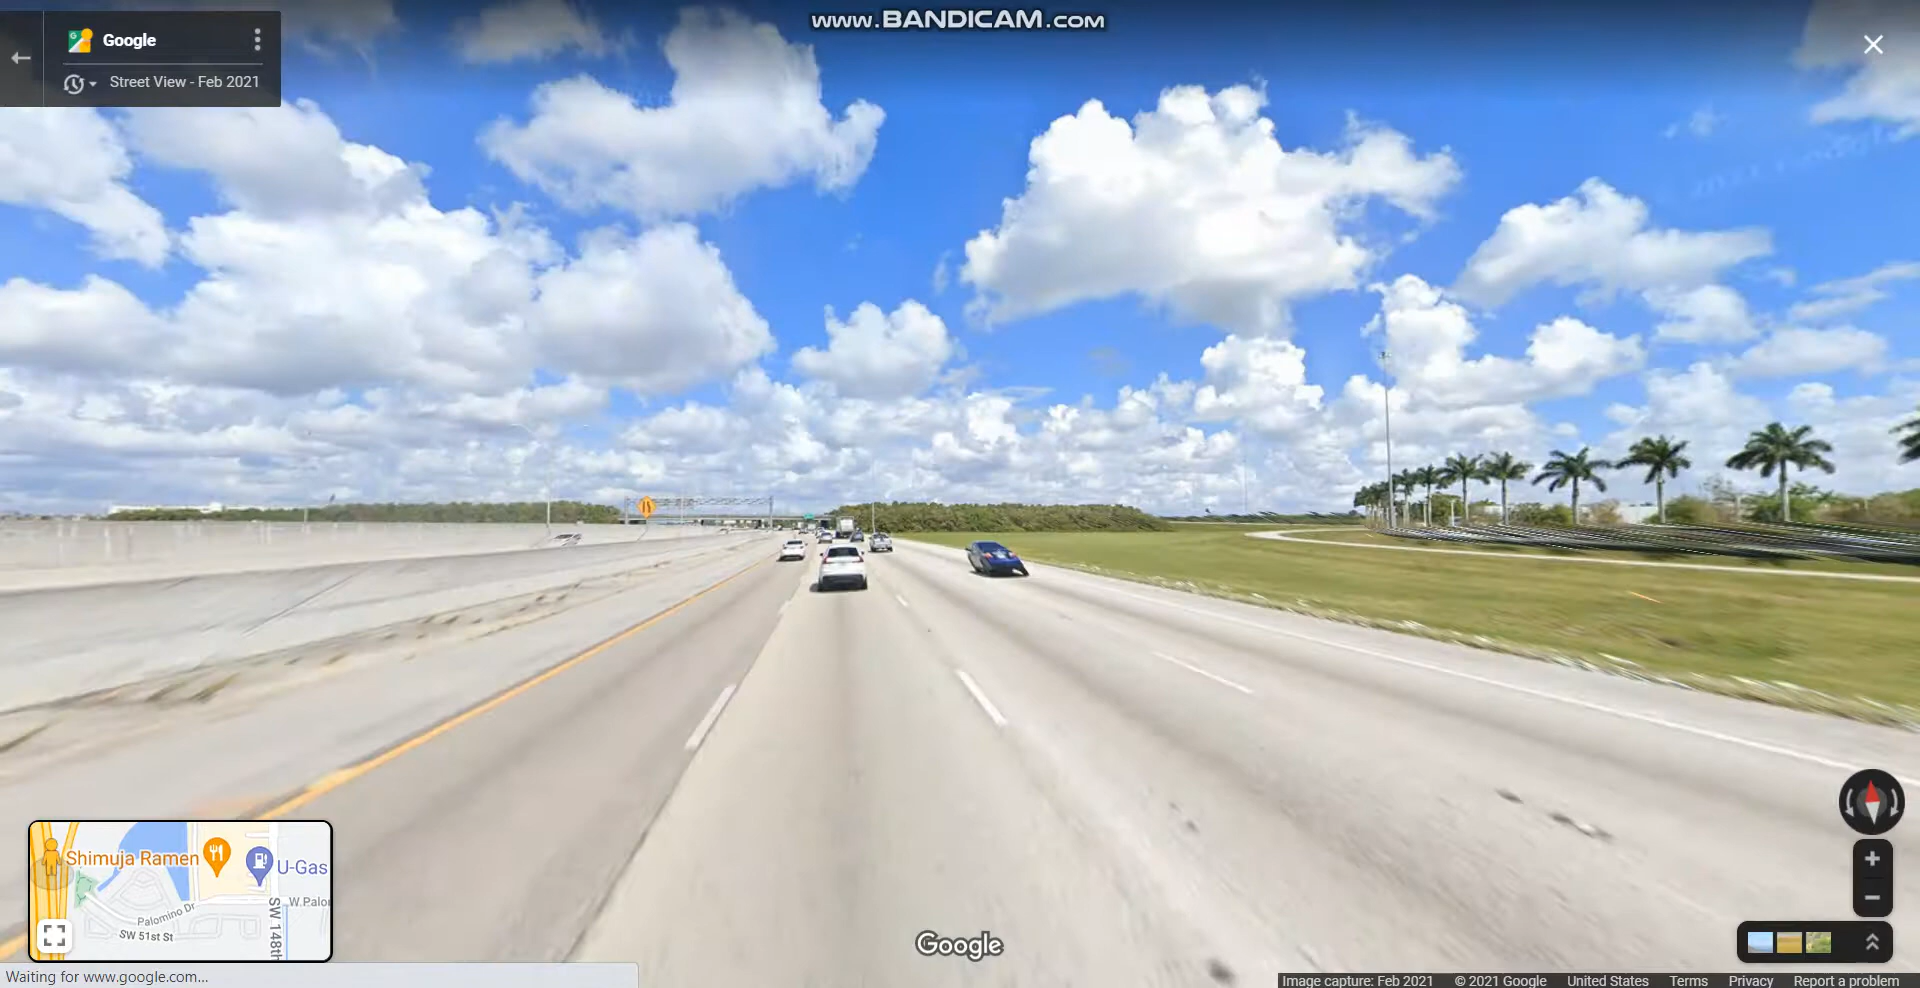 www.BANDICAM.com
Google
Street View - Feb 2021
Shimuja Ramen
U-Gas
W.Palo
Palomino Dr
SW 51st St
SW 148th
Google
Waiting for www.google.com...
Image capture: Feb 2021 © 2021 Google United States Terms Privacy Report a problem